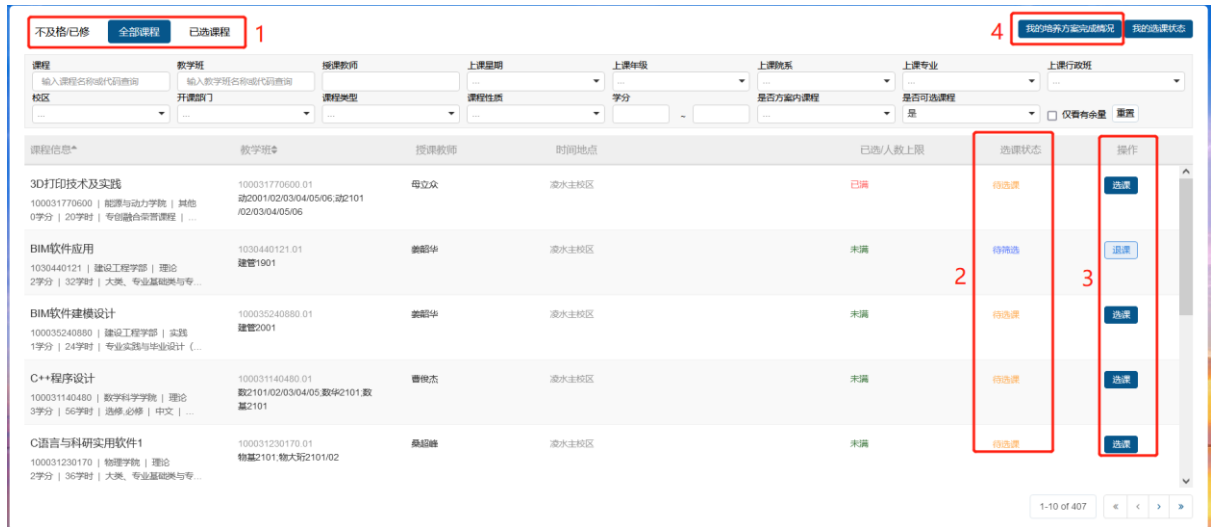 不及格/已修 全部课程 已选课程 1 4 我的培养方案完成情况 我的选课状态
课程 教学班 授课教师 上课星期 上课年级 上课院系 上课专业 上课行政班
输入课程名称或代码查询 输入教学班名称或代码查询 ... ... ... ... ...
校区 开课部门 课程类型 课程性质 学分 是否方案内课程 是否可选课程
... ... ... ... ~ ... 是 仅看有余量 重置
课程信息 教学班 授课教师 时间地点 已选/人数上限 选课状态 操作
3D打印技术及实践 100031770600.01 母立众 凌水主校区 已满 待选课 选课
动2001/02/03/04/05/06;动2101
100031770600 | 能源与动力学院 | 其他
/02/03/04/05/06
0学分 | 20学时 | 专创融合荣誉课程 | ...
BIM软件应用 1030440121.01 姜韶华 凌水主校区 未满 待筛选 退课
建管1901
1030440121 | 建设工程学部 | 理论
2学分 | 32学时 | 大类、专业基础类与专...
2 3
BIM软件建模设计 100035240880.01 姜韶华 凌水主校区 未满 待选课 选课
建管2001
100035240880 | 建设工程学部 | 实践
1学分 | 24学时 | 专业实践与毕业设计（...
C++程序设计 100031140480.01 曹俊杰 凌水主校区 未满 待选课 选课
数2101/02/03/04/05;数华2101;数
100031140480 | 数学科学学院 | 理论
基2101
3学分 | 56学时 | 选修,必修 | 中文 | ...
C语言与科研实用软件1 100031230170.01 桑超峰 凌水主校区 未满 待选课 选课
物基2101;物大珩2101/02
100031230170 | 物理学院 | 理论
2学分 | 36学时 | 大类、专业基础类与专...
1-10 of 407 « ‹ › »